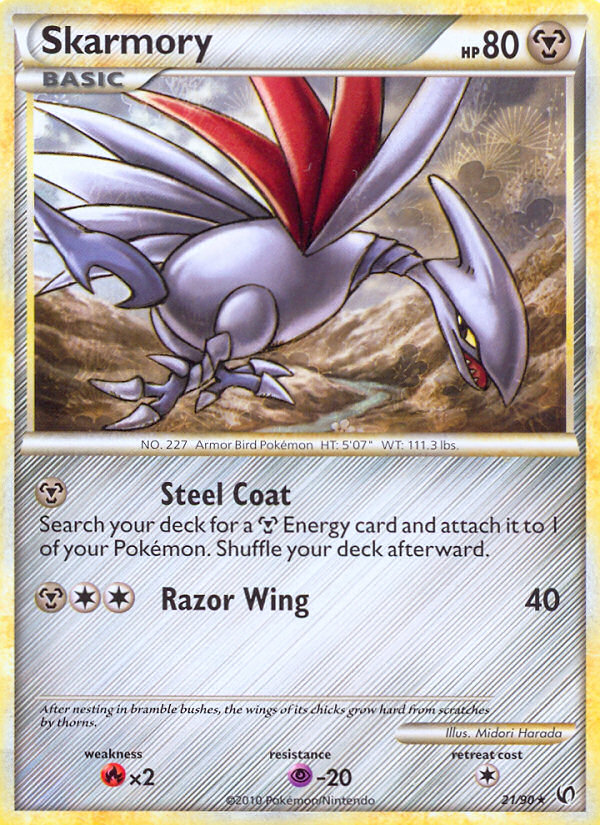 Skarmory
HP 80
BASIC
NO. 227 Armor Bird Pokémon HT: 5'07" WT: 111.3 lbs.
Steel Coat
Search your deck for a Energy card and attach it to 1
of your Pokémon. Shuffle your deck afterward.
Razor Wing 40
After nesting in bramble bushes, the wings of its chicks grow hard from scratches
by thorns.
Illus. Midori Harada
weakness resistance retreat cost
×2 -20
©2010 Pokémon/Nintendo 21/90★